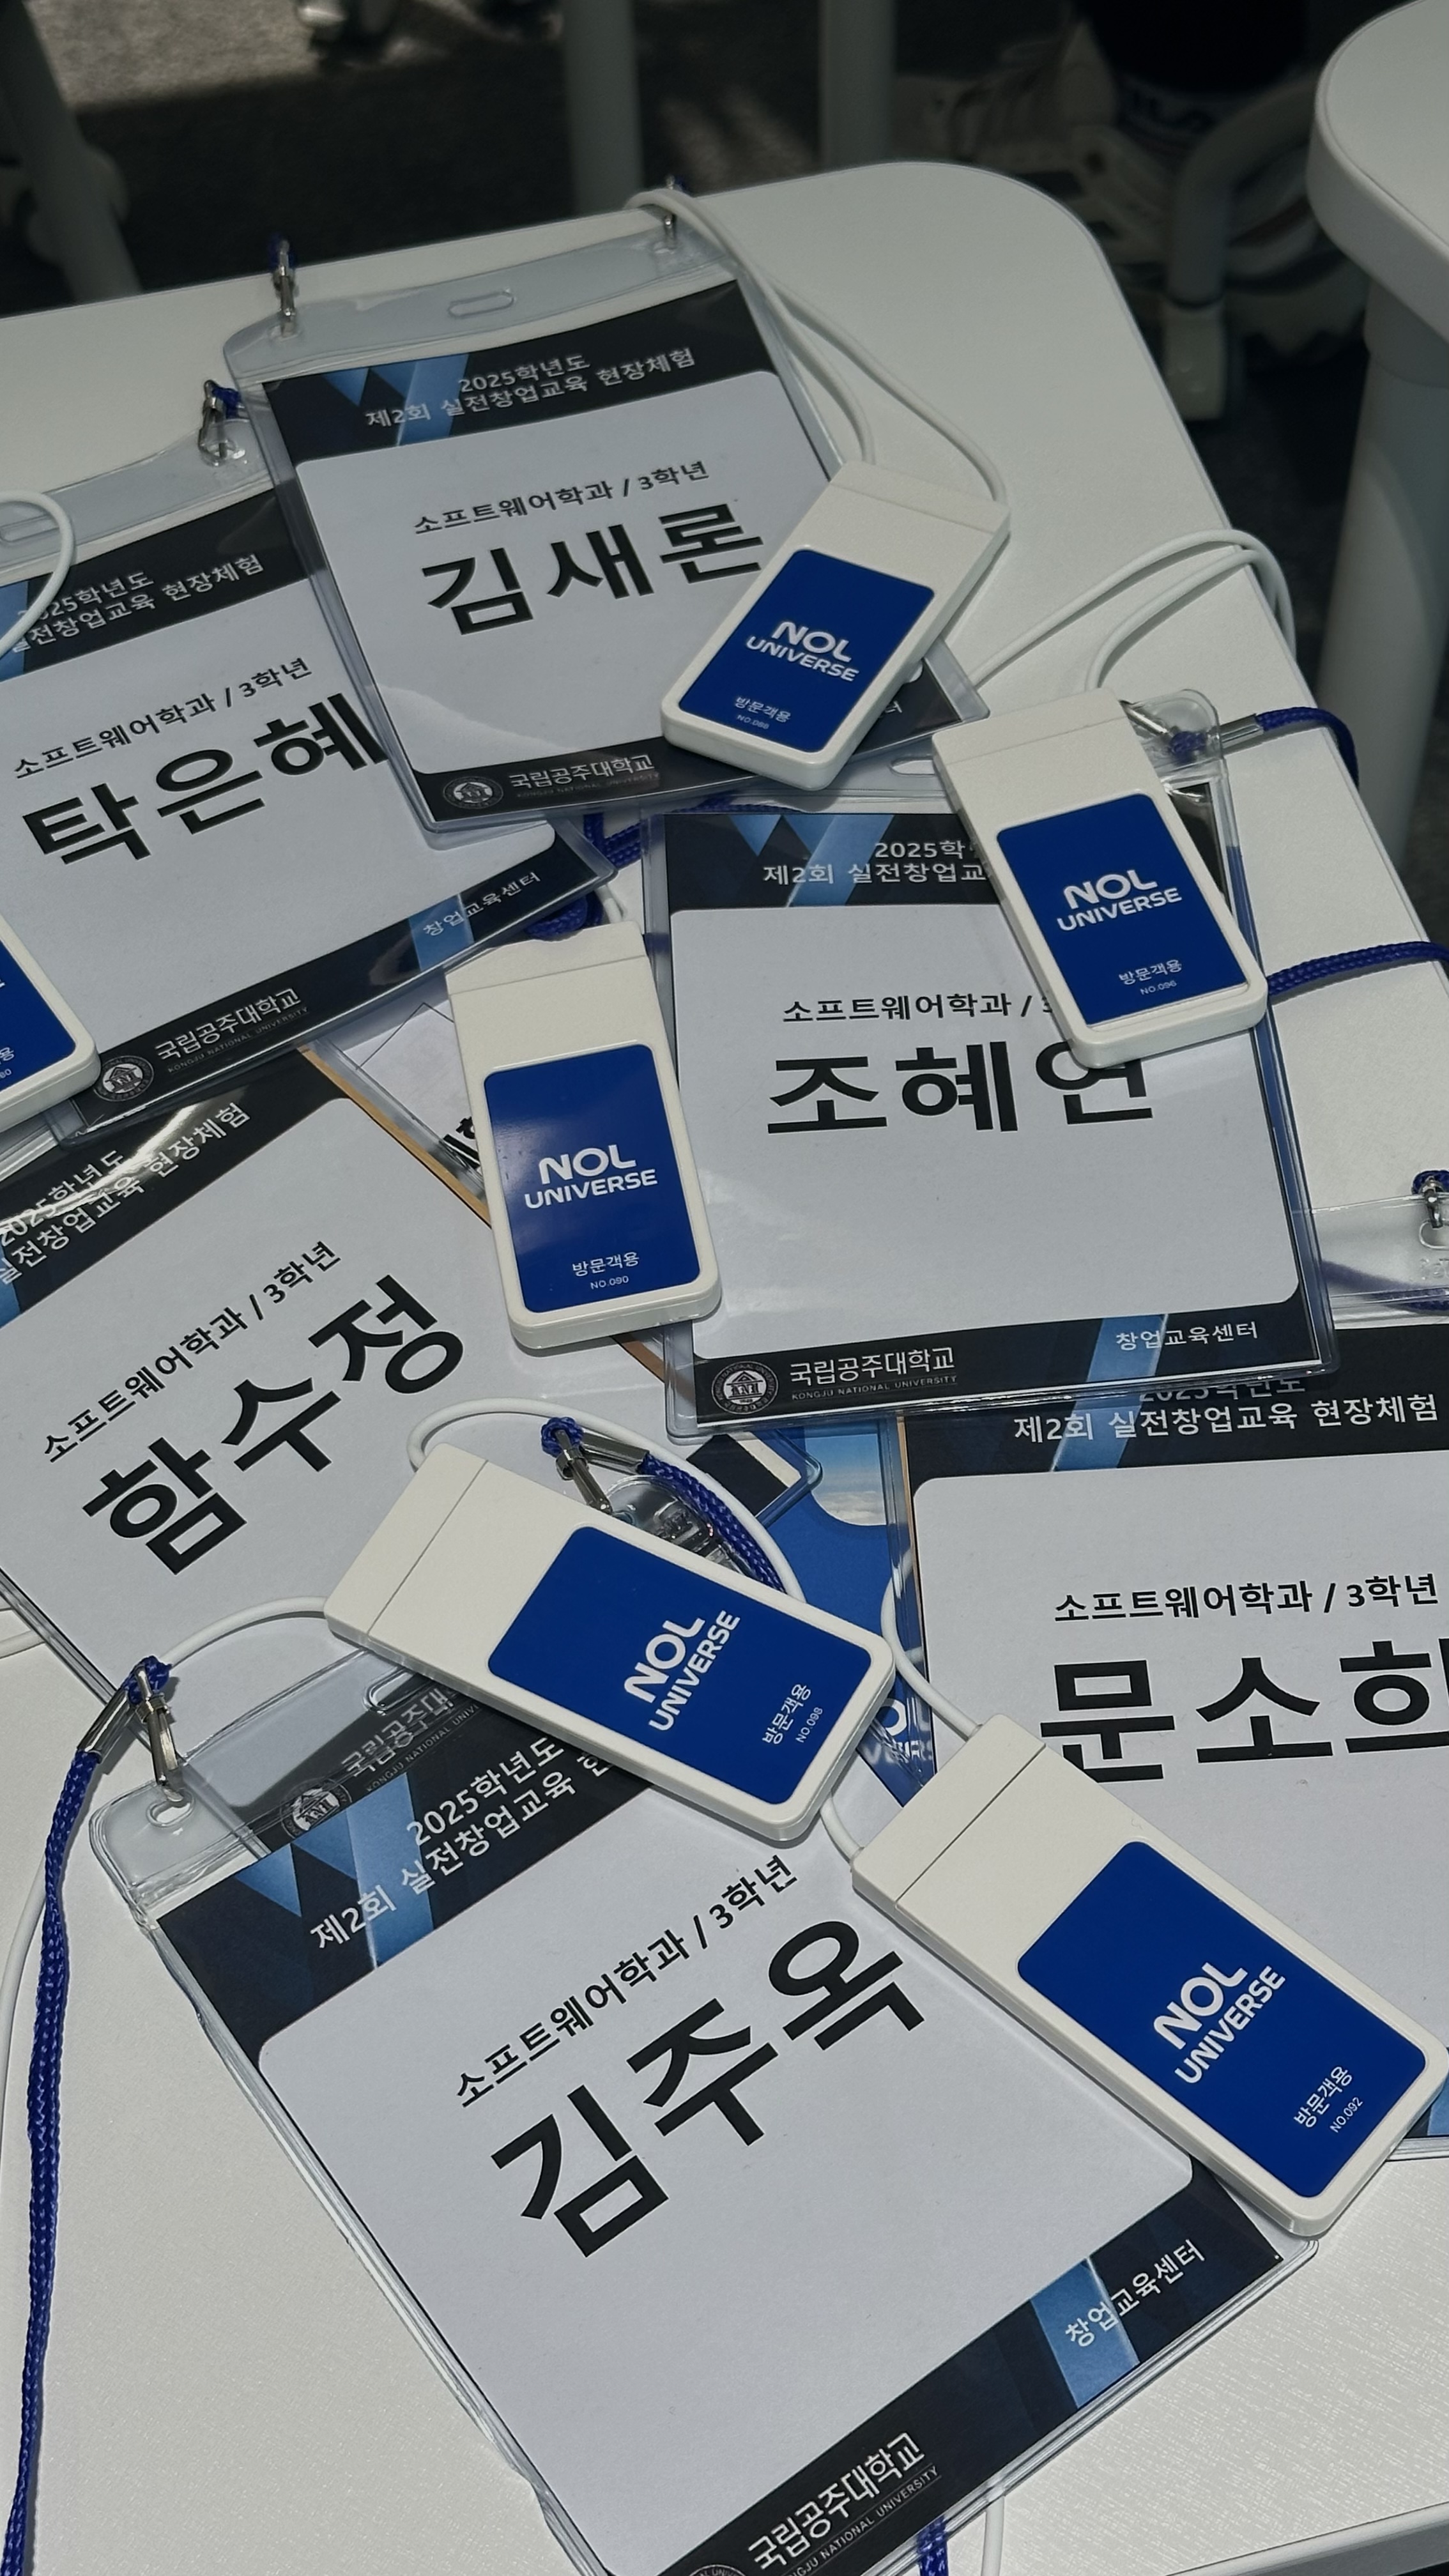 2025학년도
제2회 실전창업교육 현장체험
소프트웨어학과 / 3학년
김새론
국립공주대학교
KONGJU NATIONAL UNIVERSITY
NOL
UNIVERSE
방문객용
NO.088
2025학년도
실전창업교육 현장체험
소프트웨어학과 / 3학년
탁은혜
창업교육센터
국립공주대학교
KONGJU NATIONAL UNIVERSITY
2025학
제2회 실전창업교
소프트웨어학과 /
조혜연
창업교육센터
국립공주대학교
KONGJU NATIONAL UNIVERSITY
NOL
UNIVERSE
방문객용
NO.096
NOL
UNIVERSE
방문객용
NO.090
2025학년도
실전창업교육 현장체험
소프트웨어학과 / 3학년
함수정
국립공주대
NOL
UNIVERSE
방문객용
NO.098
2025학년도
제2회 실전창업교육 현장체험
소프트웨어학과 / 3학년
문소희
2025학년도
제2회 실전창업교육
소프트웨어학과 / 3학년
김주옥
창업교육센터
국립공주대학교
KONGJU NATIONAL UNIVERSITY
NOL
UNIVERSE
방문객용
NO.092